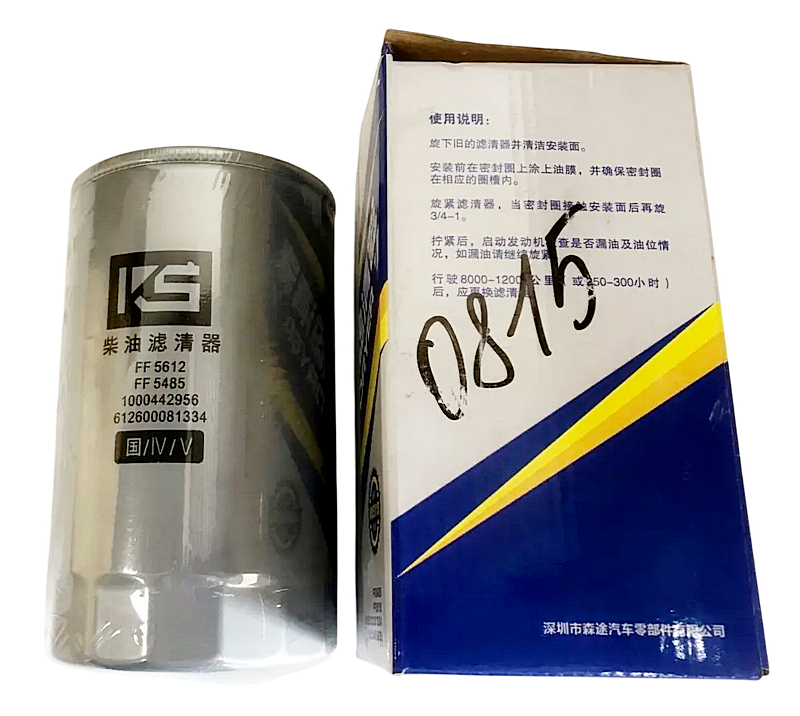 KS
柴油滤清器
FF 5612
FF 5485
1000442956
612600081334
国/Ⅳ/Ⅴ
使用说明:
旋下旧的滤清器并清洁安装面。
安装前在密封圈上涂上油膜,并确保密封圈
在相应的圈槽内。
旋紧滤清器,当密封圈接触安装面后再旋
3/4-1。
拧紧后,启动发动机检查是否漏油及油位情
况,如漏油请继续旋紧
行驶8000-1200 公里(或250-300小时)
后,应更换滤清
0815
深圳市森途汽车零部件有限公司